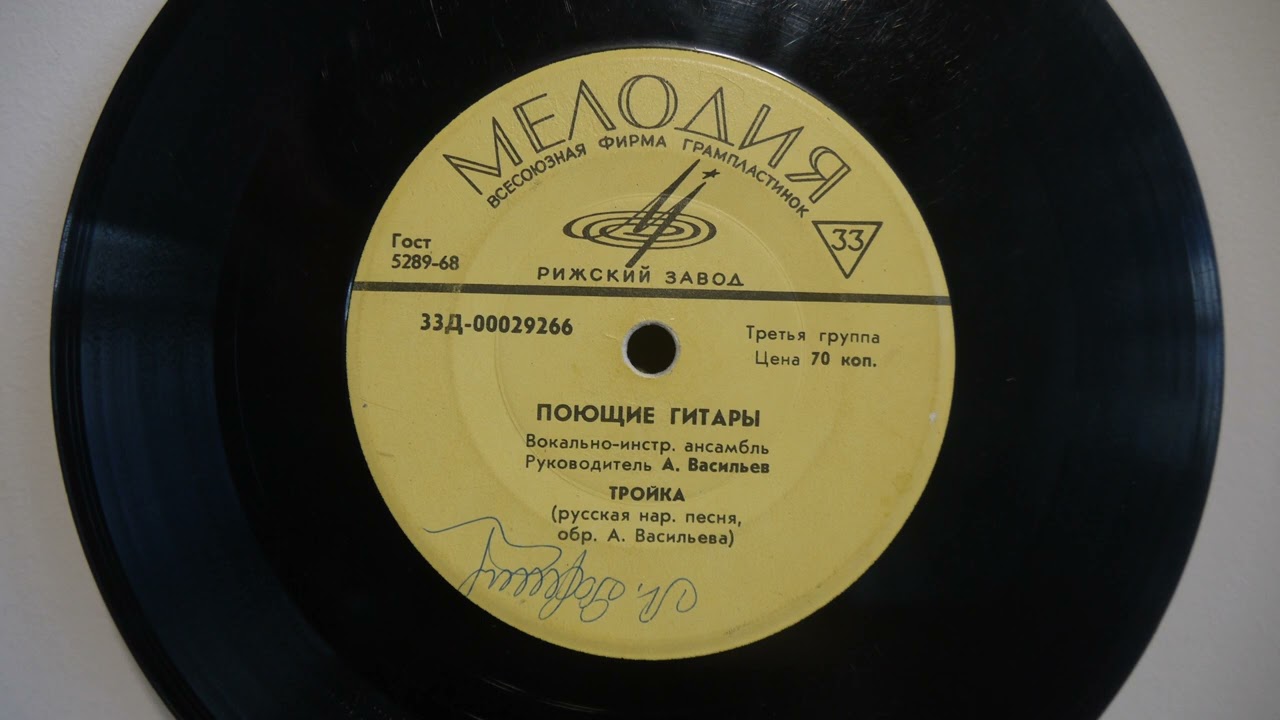 МЕЛОДИЯ
ВСЕСОЮЗНАЯ ФИРМА ГРАМПЛАСТИНОК
33
Гост
5289-68
РИЖСКИЙ ЗАВОД
33Д-00029266
Третья группа
Цена 70 коп.
ПОЮЩИЕ ГИТАРЫ
Вокально-инстр. ансамбль
Руководитель А. Васильев
ТРОЙКА
(русская нар. песня,
обр. А. Васильева)